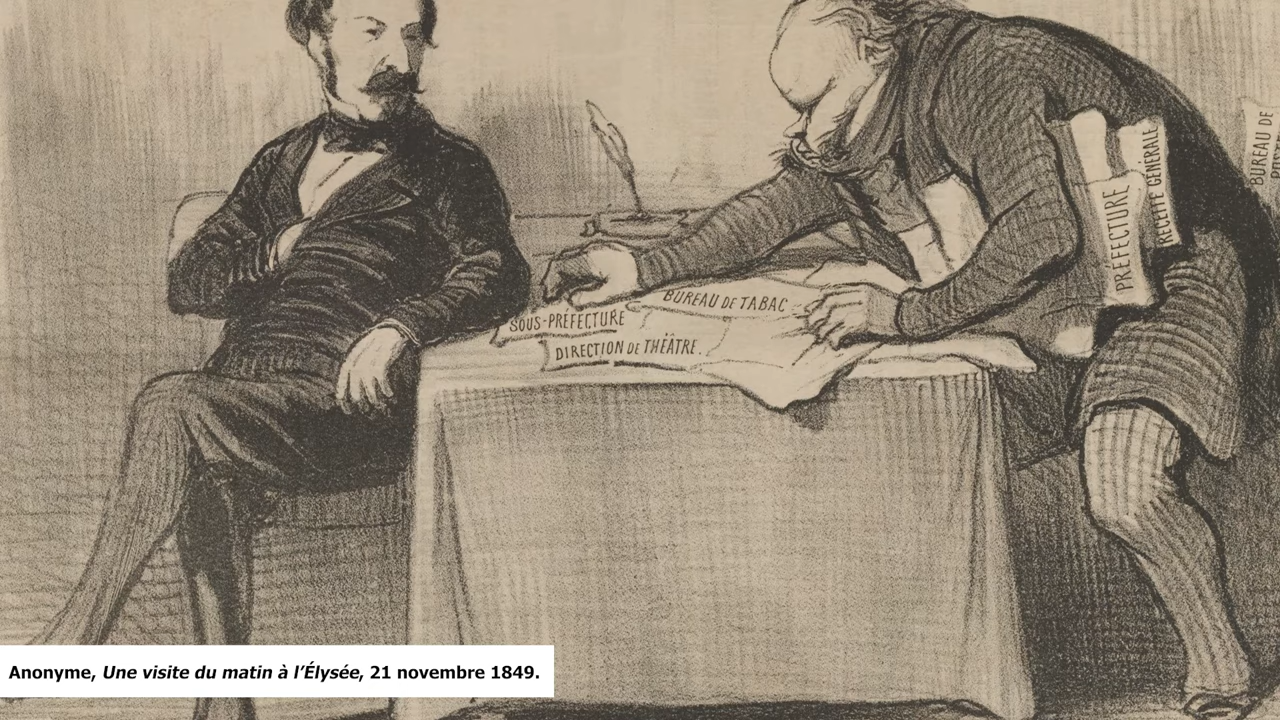 BUREAU DE
RECETTE GÉNÉRALE
PRÉFECTURE
BUREAU DE TABAC
SOUS-PRÉFECTURE
DIRECTION DE THÉÂTRE.
Anonyme, Une visite du matin à l’Élysée, 21 novembre 1849.